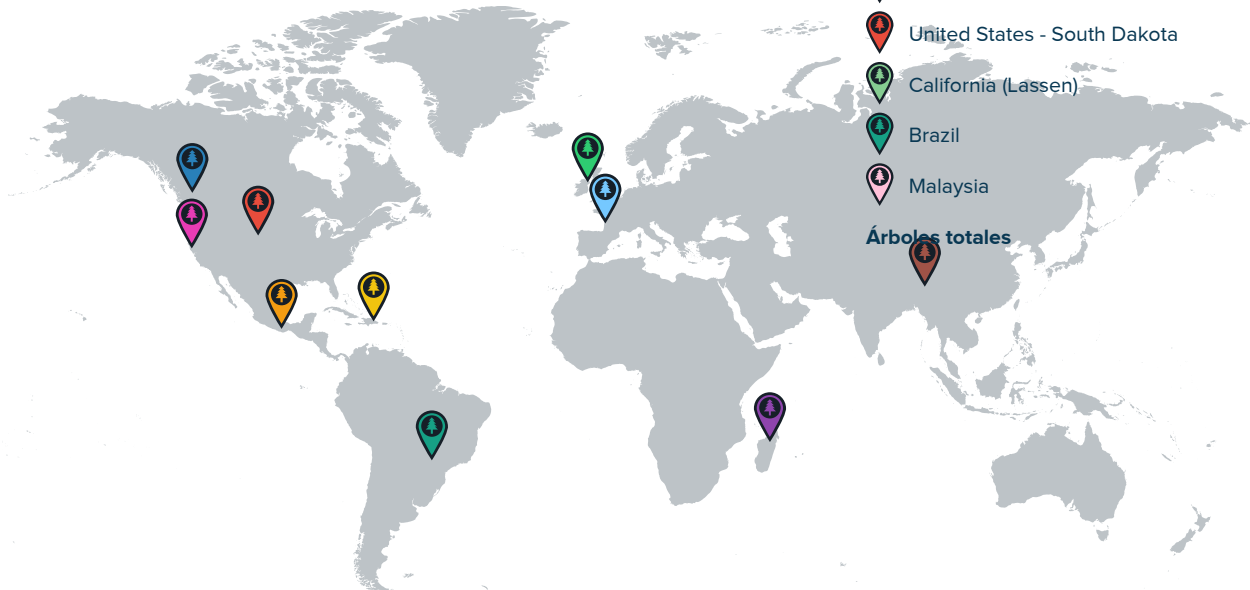 United States - South Dakota
California (Lassen)
Brazil
Malaysia
Árboles totales